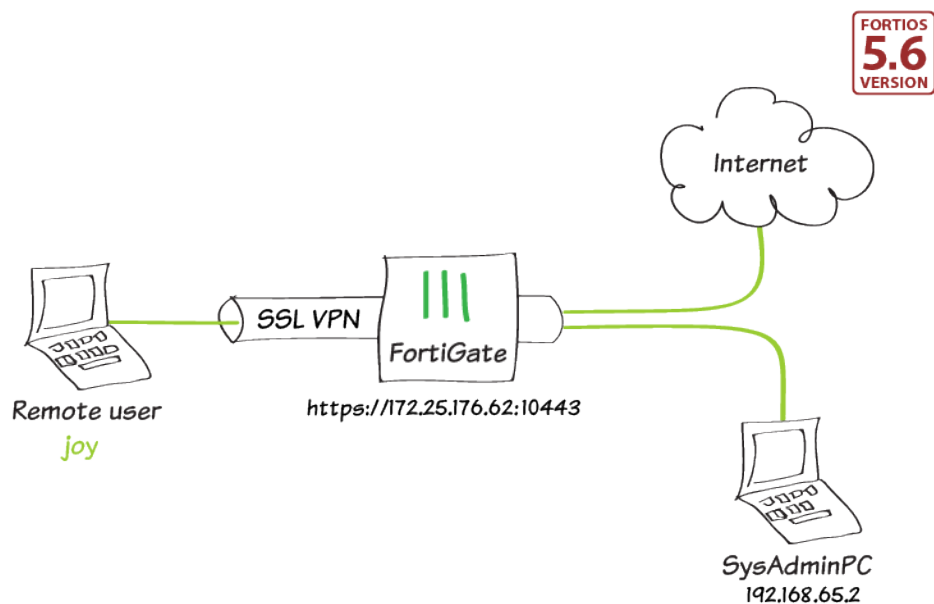 FORTIOS
5.6
VERSION
Internet
SSL VPN
FortiGate
https://172.25.176.62:10443
Remote user
joy
SysAdminPC
192.168.65.2